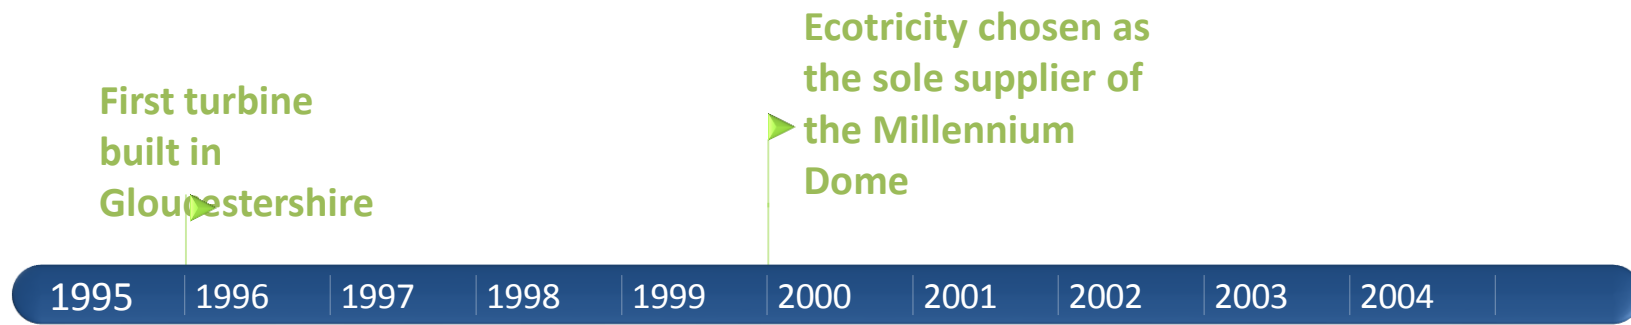 First turbine
built in
Gloucestershire
Ecotricity chosen as
the sole supplier of
the Millennium
Dome
1995 1996 1997 1998 1999 2000 2001 2002 2003 2004